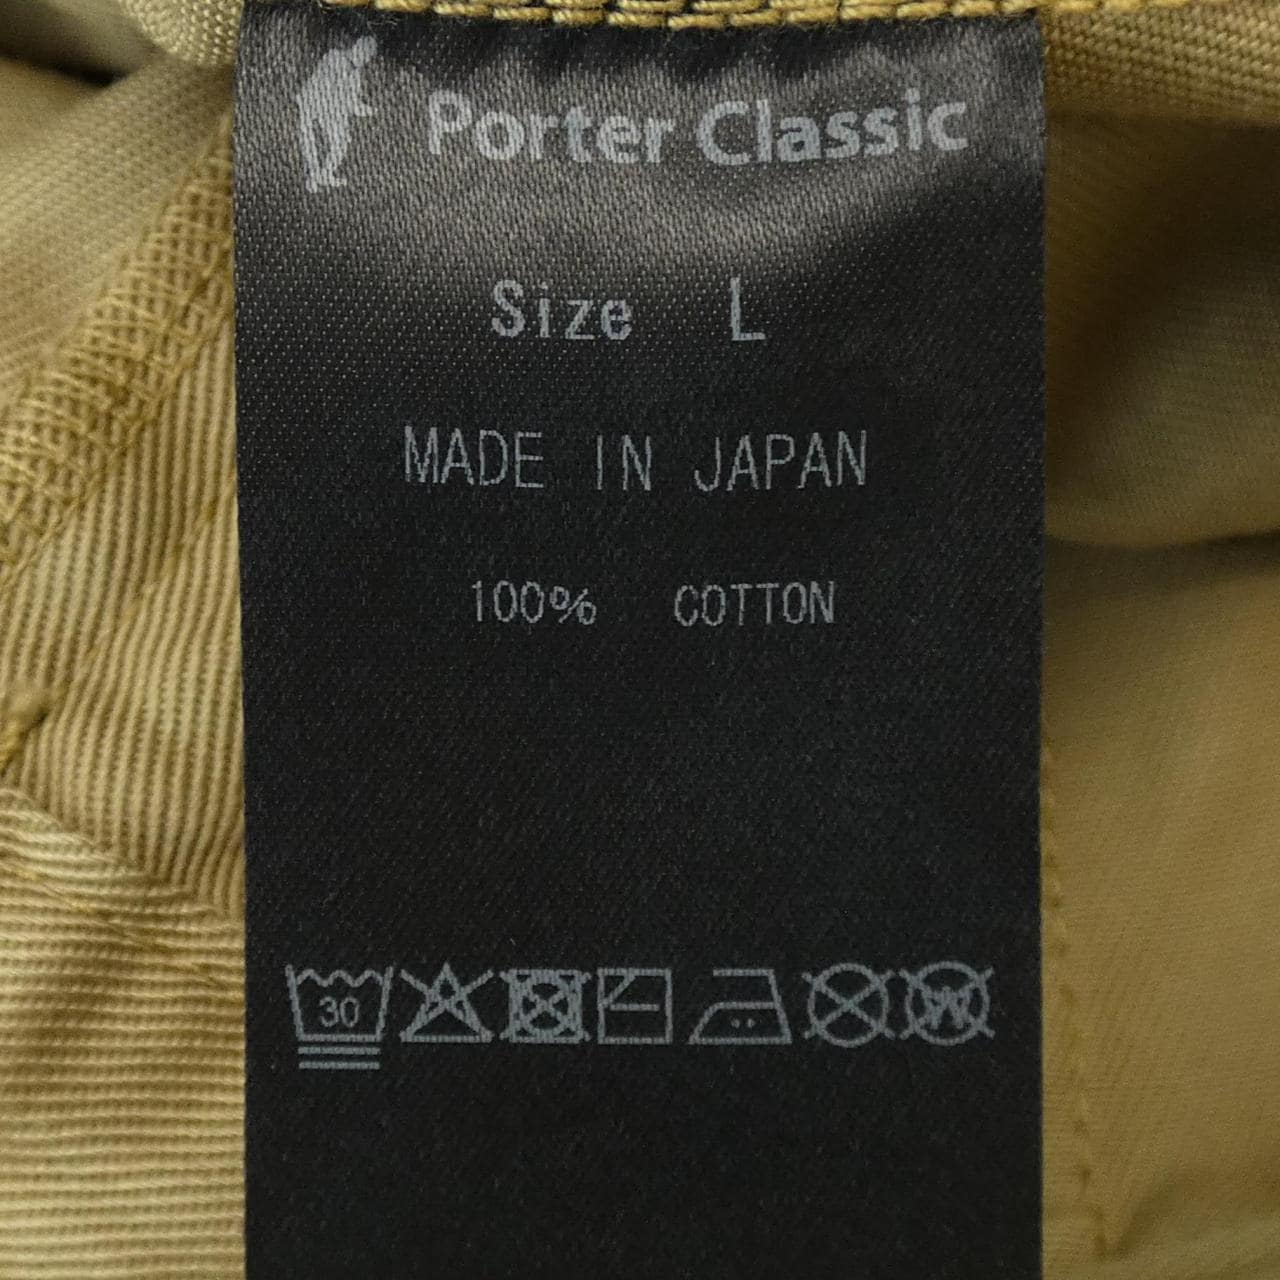 Porter Classic
Size L
MADE IN JAPAN
100% COTTON
30 W